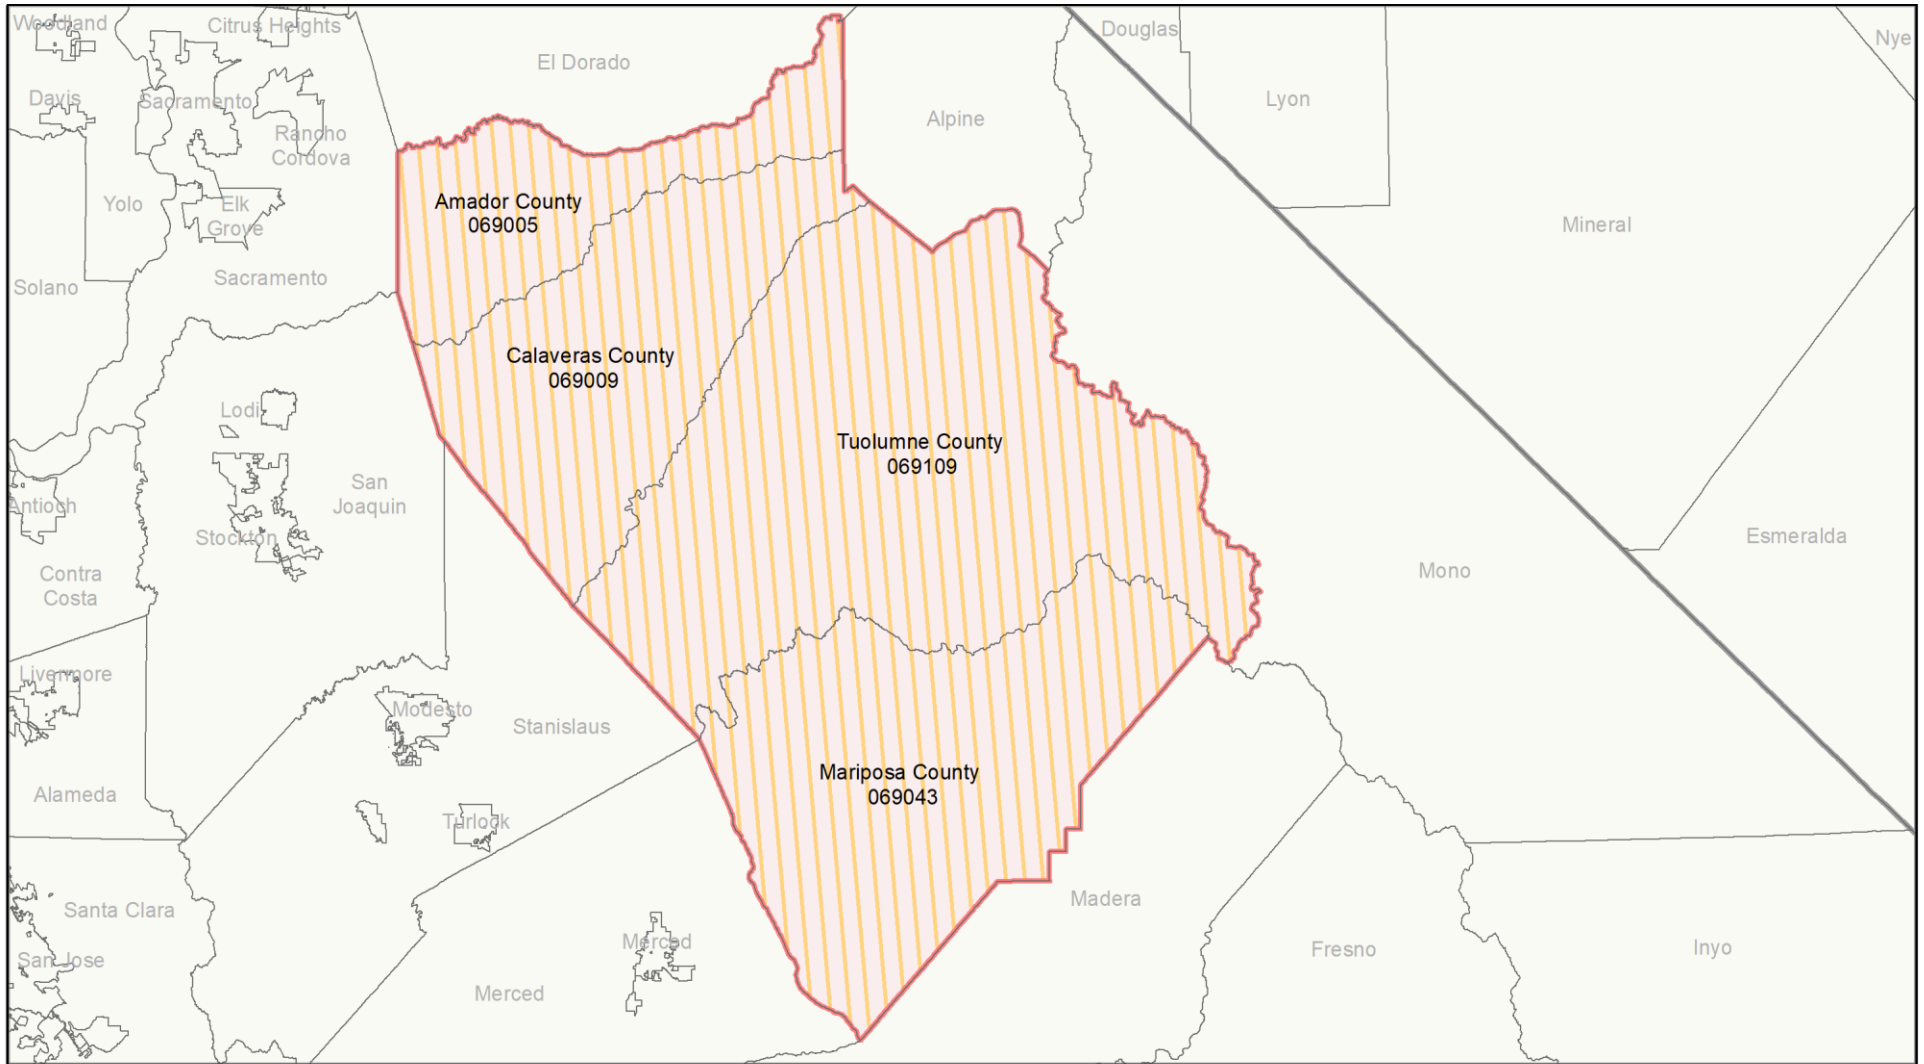 Woodland
Citrus Heights
Douglas
Nye
El Dorado
Davis
Sacramento
Lyon
Alpine
Rancho
Cordova
Amador County
069005
Yolo
Elk
Grove
Mineral
Sacramento
Solano
Calaveras County
069009
Lodi
Tuolumne County
069109
San
Joaquin
Antioch
Stockton
Esmeralda
Contra
Costa
Mono
Livermore
Modesto
Stanislaus
Mariposa County
069043
Alameda
Turlock
Madera
Santa Clara
Merced
Fresno
Inyo
San Jose
Merced